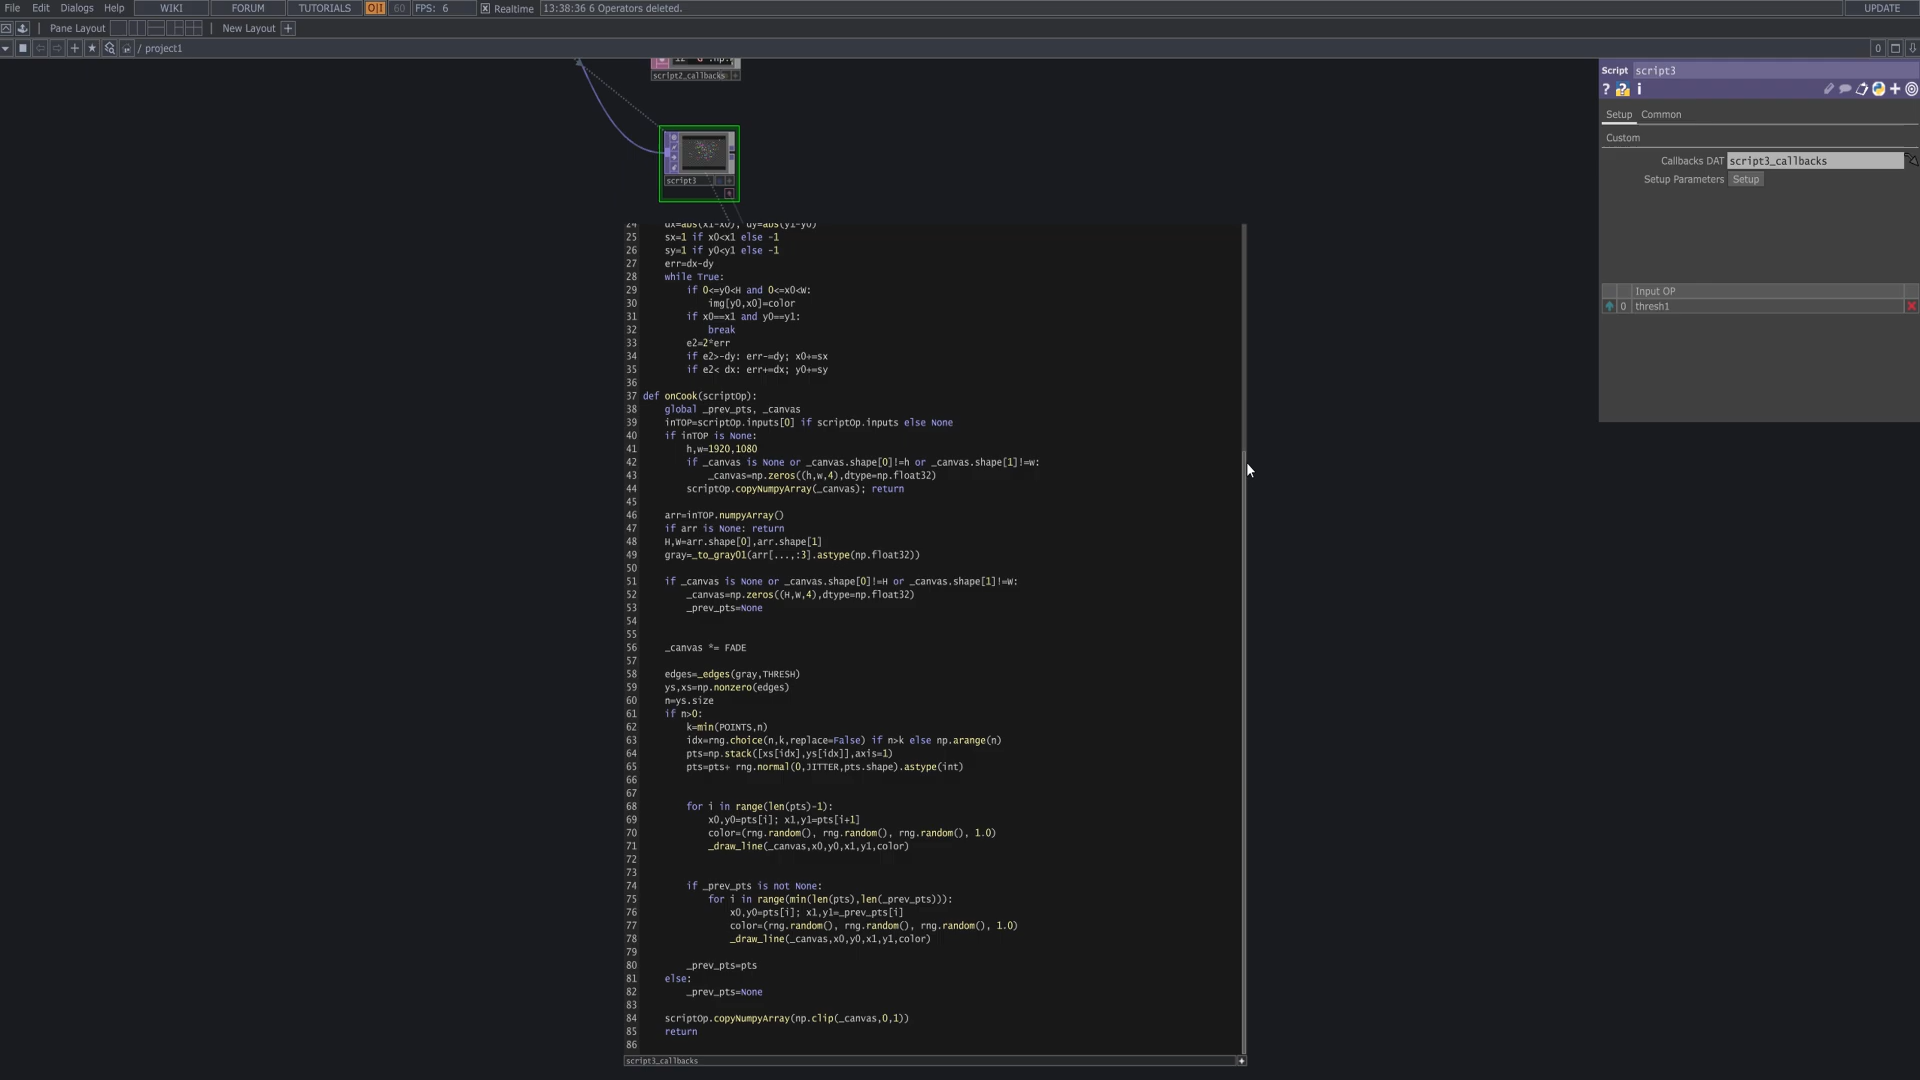 File Edit Dialogs Help WIKI FORUM TUTORIALS O|I 60 FPS: 6 Realtime 13:38:36 6 Operators deleted. UPDATE
Pane Layout New Layout +
/ project1 0
script2_callbacks
script3
24 dx=abs(x1-x0); dy=abs(y1-y0)
25 sx=1 if x0<x1 else -1
26 sy=1 if y0<y1 else -1
27 err=dx-dy
28 while True:
29 if 0<=y0<H and 0<=x0<W:
30 img[y0,x0]=color
31 if x0==x1 and y0==y1:
32 break
33 e2=2*err
34 if e2>-dy: err-=dy; x0+=sx
35 if e2< dx: err+=dx; y0+=sy
36
37 def onCook(scriptOp):
38 global _prev_pts, _canvas
39 inTOP=scriptOp.inputs[0] if scriptOp.inputs else None
40 if inTOP is None:
41 h,w=1920,1080
42 if _canvas is None or _canvas.shape[0]!=h or _canvas.shape[1]!=w:
43 _canvas=np.zeros((h,w,4),dtype=np.float32)
44 scriptOp.copyNumpyArray(_canvas); return
45
46 arr=inTOP.numpyArray()
47 if arr is None: return
48 H,W=arr.shape[0],arr.shape[1]
49 gray=_to_gray01(arr[...,:3].astype(np.float32))
50
51 if _canvas is None or _canvas.shape[0]!=H or _canvas.shape[1]!=W:
52 _canvas=np.zeros((H,W,4),dtype=np.float32)
53 _prev_pts=None
54
55
56 _canvas *= FADE
57
58 edges=_edges(gray,THRESH)
59 ys,xs=np.nonzero(edges)
60 n=ys.size
61 if n>0:
62 k=min(POINTS,n)
63 idx=rng.choice(n,k,replace=False) if n>k else np.arange(n)
64 pts=np.stack([xs[idx],ys[idx]],axis=1)
65 pts=pts+ rng.normal(0,JITTER,pts.shape).astype(int)
66
67
68 for i in range(len(pts)-1):
69 x0,y0=pts[i]; x1,y1=pts[i+1]
70 color=(rng.random(), rng.random(), rng.random(), 1.0)
71 _draw_line(_canvas,x0,y0,x1,y1,color)
72
73
74 if _prev_pts is not None:
75 for i in range(min(len(pts),len(_prev_pts))):
76 x0,y0=pts[i]; x1,y1=_prev_pts[i]
77 color=(rng.random(), rng.random(), rng.random(), 1.0)
78 _draw_line(_canvas,x0,y0,x1,y1,color)
79
80 _prev_pts=pts
81 else:
82 _prev_pts=None
83
84 scriptOp.copyNumpyArray(np.clip(_canvas,0,1))
85 return
86
script3_callbacks
Script script3
? i
Setup Common
Custom
Callbacks DAT script3_callbacks
Setup Parameters Setup
Input OP
0 thresh1